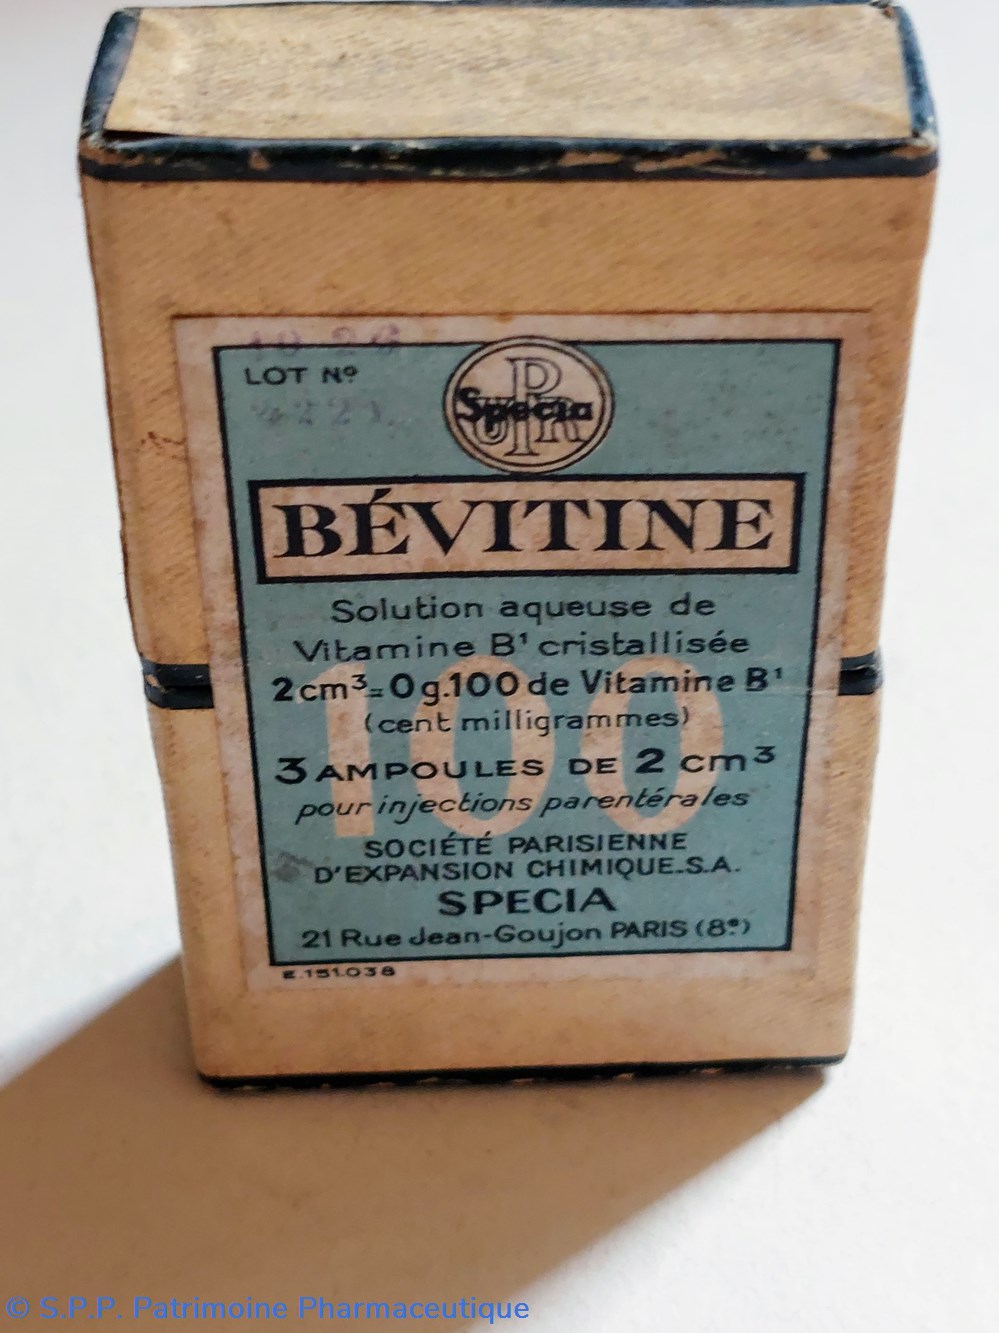 LOT Nº
Specia
BÉVITINE
Solution aqueuse de
Vitamine B¹ cristallisée
2 cm³=0g.100 de Vitamine B¹
(cent milligrammes)
100
3 AMPOULES DE 2 cm³
pour injections parentérales
SOCIÉTÉ PARISIENNE
D'EXPANSION CHIMIQUE.S.A.
SPECIA
21 Rue Jean-Goujon PARIS (8ᵉ)
E.151.038
© S.P.P. Patrimoine Pharmaceutique